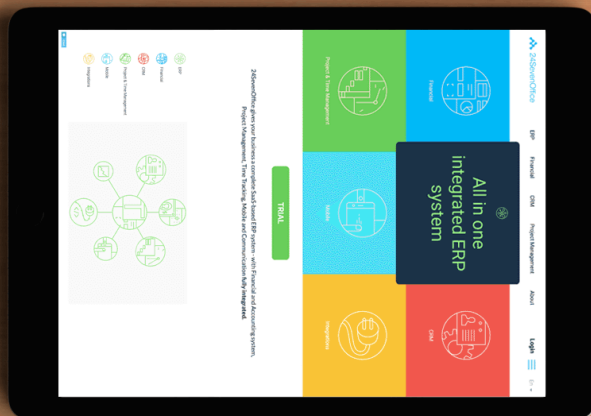 24SevenOffice
ERP
Financial
CRM
Project Management
About
Login
Financial
All in one
integrated ERP
system
CRM
Project & Time Management
Mobile
Integrations
TRIAL
24SevenOffice gives your business a complete SaaS-based ERP system - with Financial and Accounting system,
Project Management, Time Tracking, Mobile and Communication fully integrated.
ERP
Financial
CRM
Project & Time Management
Mobile
Integrations